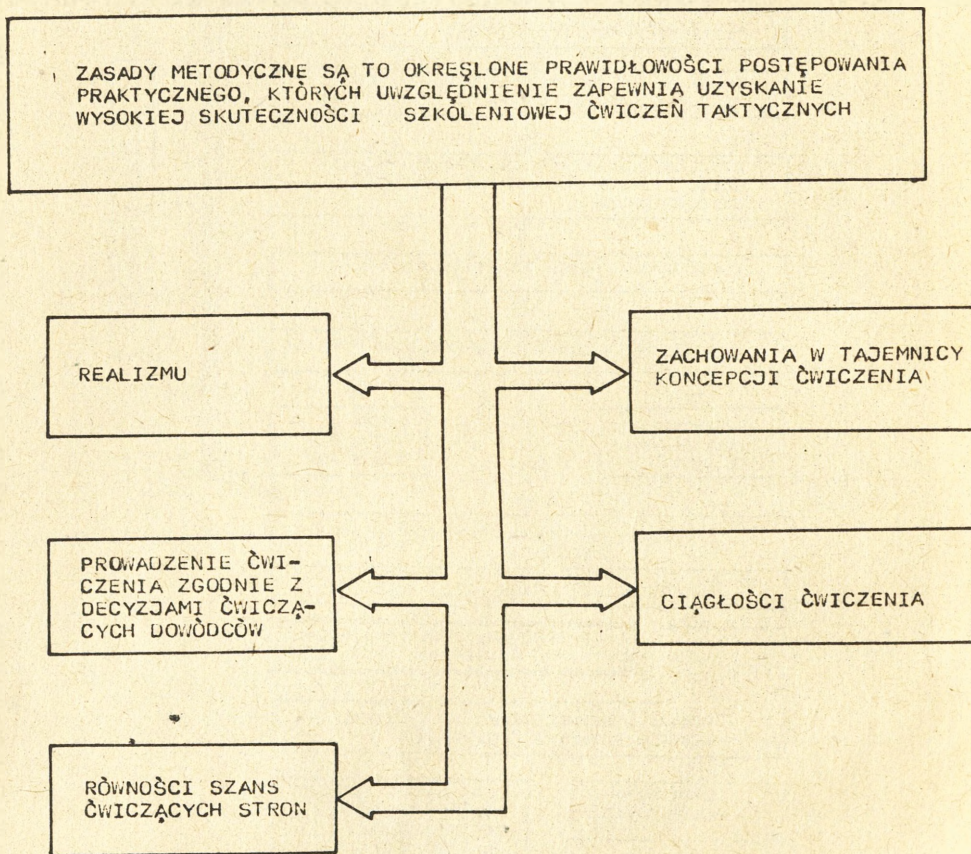 ZASADY METODYCZNE SĄ TO OKREŚLONE PRAWIDŁOWOŚCI POSTĘPOWANIA
PRAKTYCZNEGO, KTÓRYCH UWZGLĘDNIENIE ZAPEWNIA UZYSKANIE
WYSOKIEJ SKUTECZNOŚCI SZKOLENIOWEJ ĆWICZEŃ TAKTYCZNYCH
REALIZMU
ZACHOWANIA W TAJEMNICY
KONCEPCJI ĆWICZENIA
PROWADZENIE ĆWI-
CZENIA ZGODNIE Z
DECYZJAMI ĆWICZĄ-
CYCH DOWÓDCÓW
CIĄGŁOŚCI ĆWICZENIA
RÓWNOŚCI SZANS
ĆWICZĄCYCH STRON